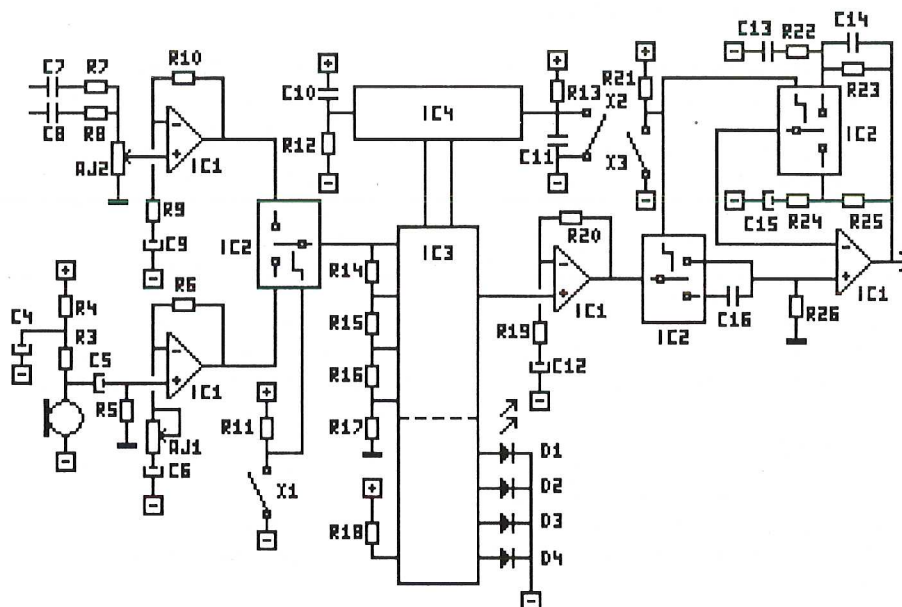 C13 R22 C14
C7 R7 R10
C8 R8
C10 R12
IC4
R13 X2 R21
C11 X3
R23
IC2
AJ2 IC1
R9
C9
IC2
IC3
R14
R15
R16
R17
R18
R20
IC1
R19
C12
IC2
C16
C15 R24 R25
IC1
R26
C4 R4
R3
C5
R5
R6
IC1
AJ1
C6
R11
X1
D1
D2
D3
D4